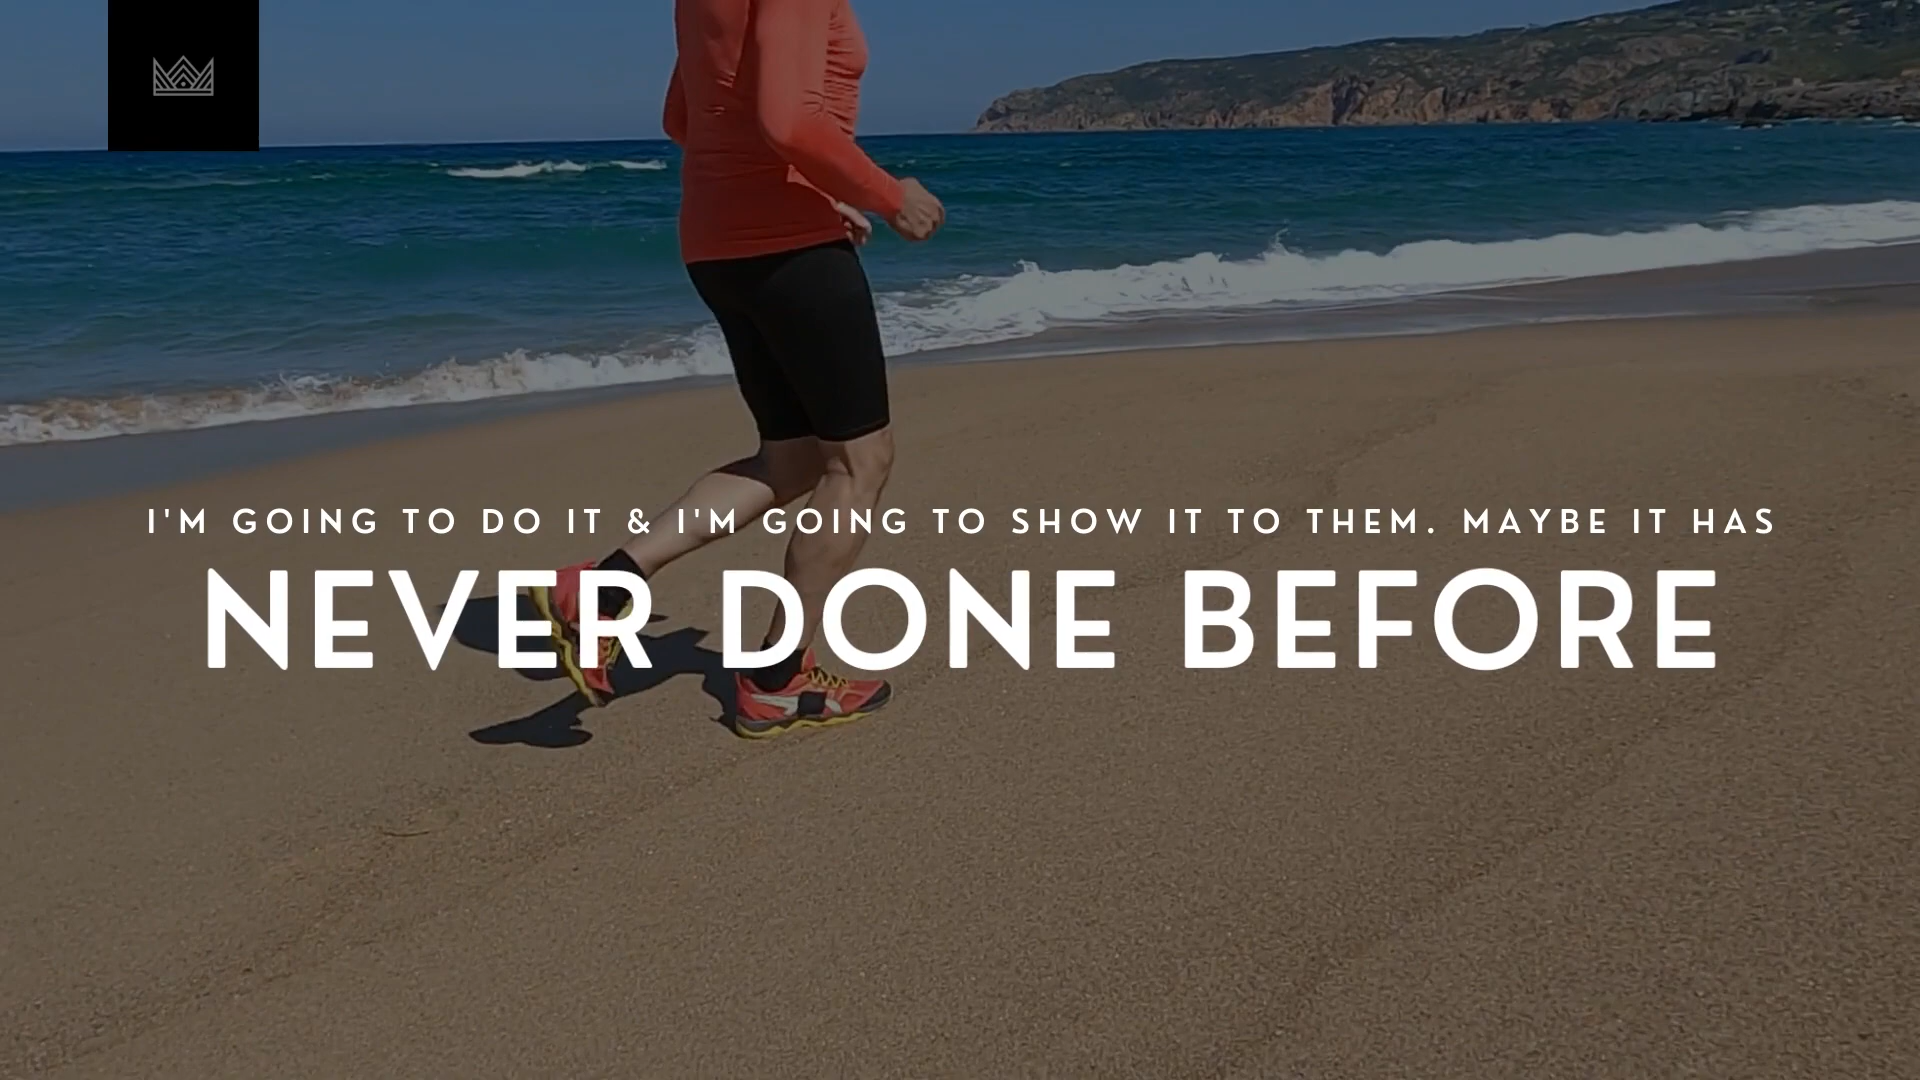 I'M GOING TO DO IT & I'M GOING TO SHOW IT TO THEM. MAYBE IT HAS
NEVER DONE BEFORE